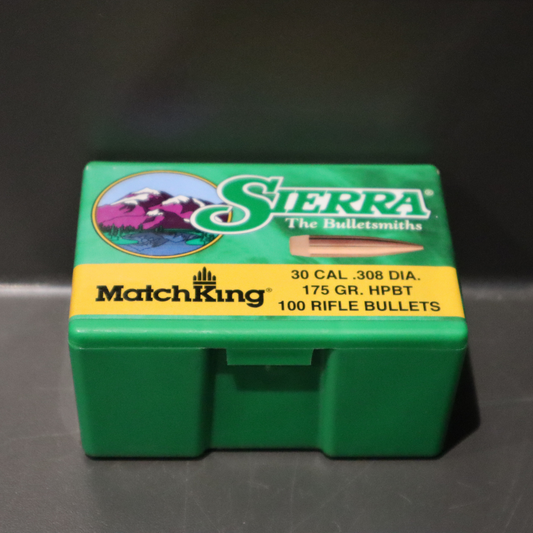 SIERRA®
The Bulletsmiths
MatchKing®
30 CAL .308 DIA.
175 GR. HPBT
100 RIFLE BULLETS